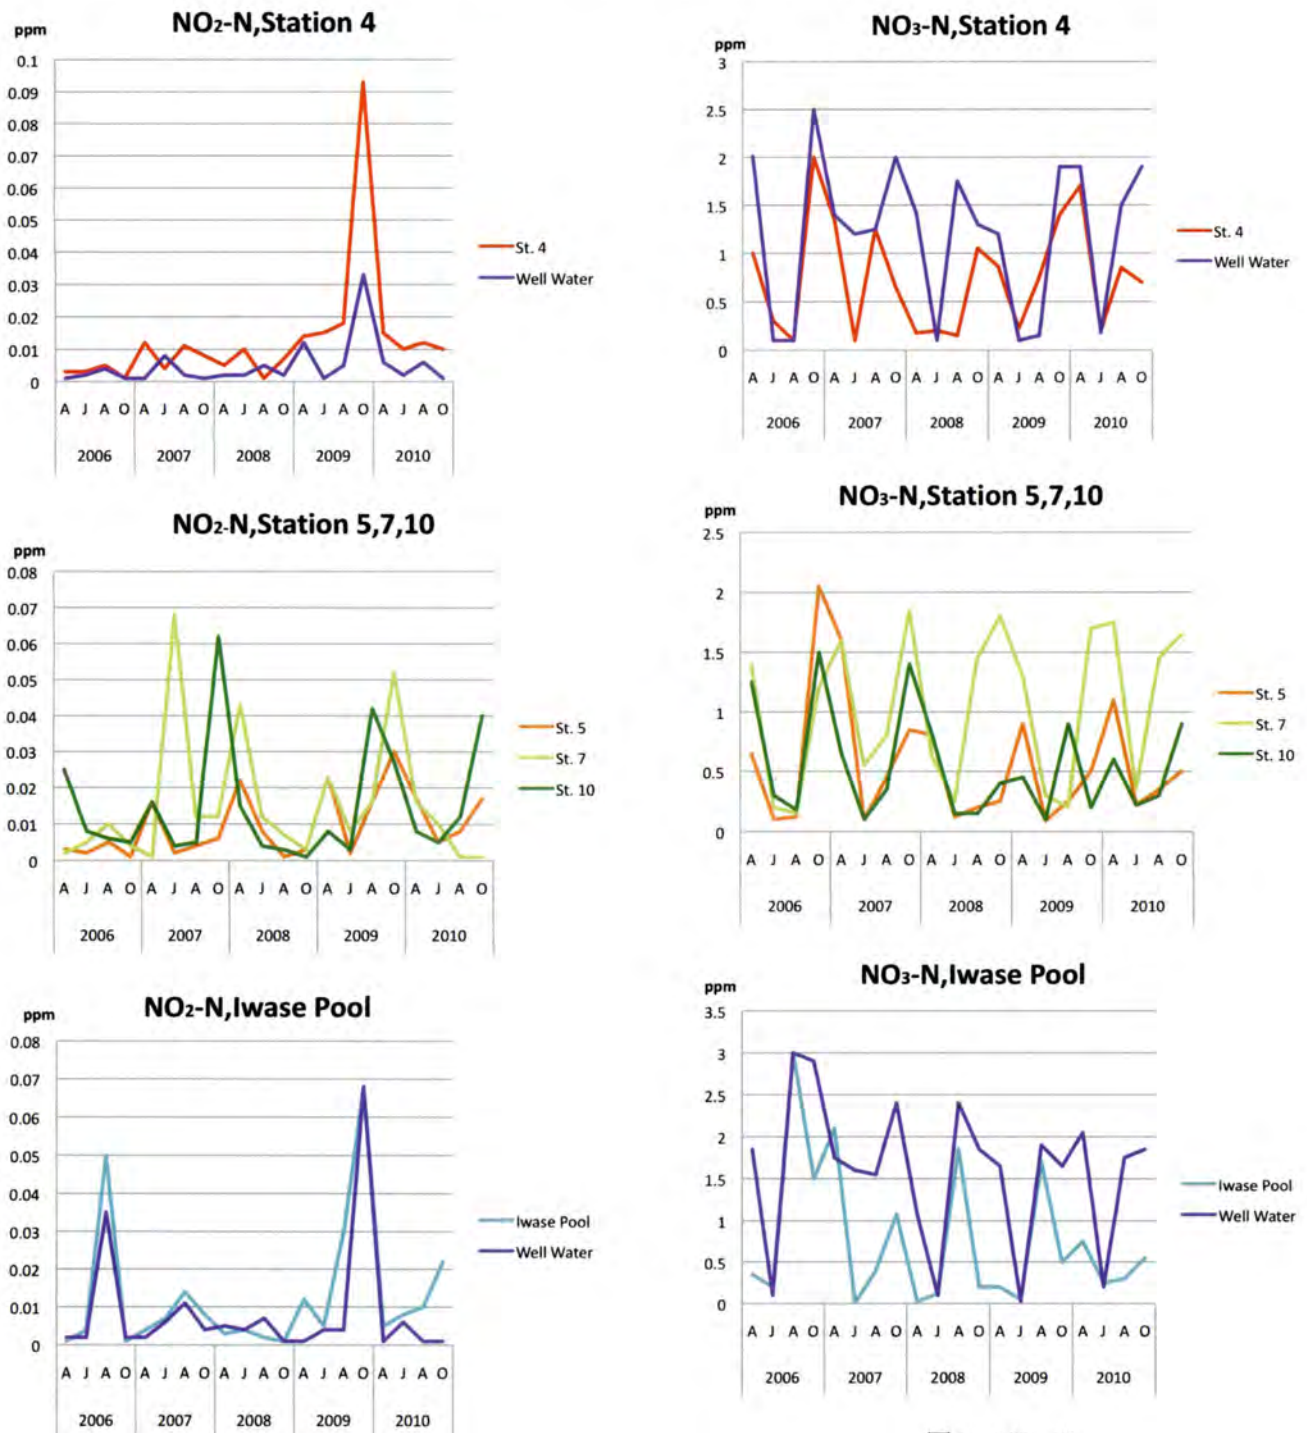 NO2-N,Station 4
ppm
0.1
0.09
0.08
0.07
0.06
0.05
0.04
0.03
0.02
0.01
0
A J A O A J A O A J A O A J A O A J A O
2006 2007 2008 2009 2010
St. 4
Well Water
NO3-N,Station 4
ppm
3
2.5
2
1.5
1
0.5
0
A J A O A J A O A J A O A J A O A J A O
2006 2007 2008 2009 2010
St. 4
Well Water
NO2-N,Station 5,7,10
ppm
0.08
0.07
0.06
0.05
0.04
0.03
0.02
0.01
0
A J A O A J A O A J A O A J A O A J A O
2006 2007 2008 2009 2010
St. 5
St. 7
St. 10
NO3-N,Station 5,7,10
ppm
2.5
2
1.5
1
0.5
0
A J A O A J A O A J A O A J A O A J A O
2006 2007 2008 2009 2010
St. 5
St. 7
St. 10
NO2-N,Iwase Pool
ppm
0.08
0.07
0.06
0.05
0.04
0.03
0.02
0.01
0
A J A O A J A O A J A O A J A O A J A O
2006 2007 2008 2009 2010
Iwase Pool
Well Water
NO3-N,Iwase Pool
ppm
3.5
3
2.5
2
1.5
1
0.5
0
A J A O A J A O A J A O A J A O A J A O
2006 2007 2008 2009 2010
Iwase Pool
Well Water